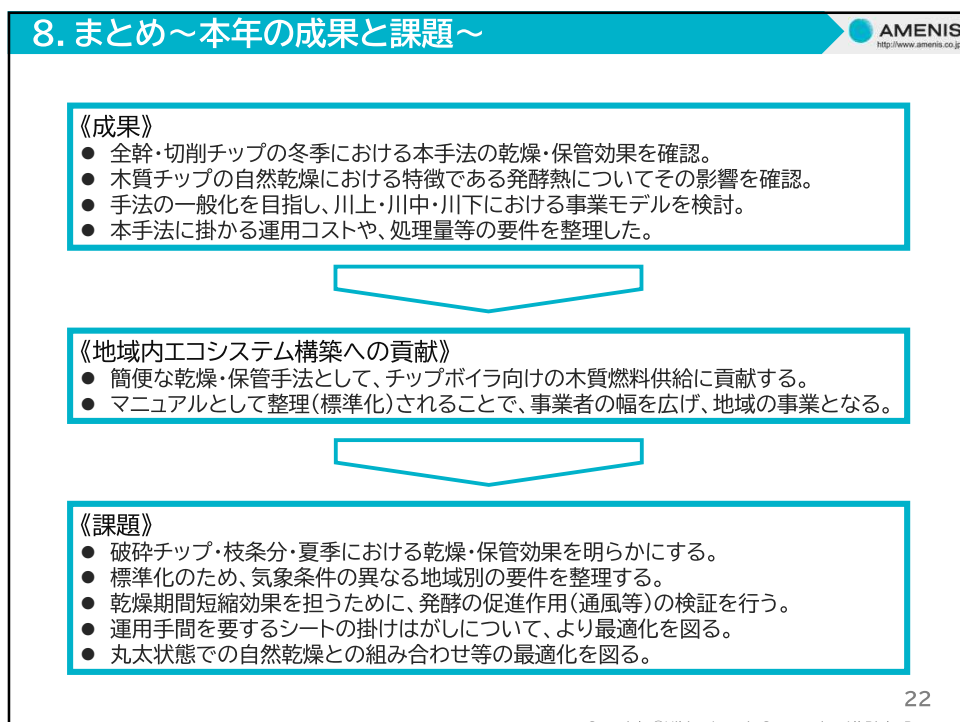 8. まとめ～本年の成果と課題～
AMENIS
http://www.amenis.co.jp
《成果》
● 全幹・切削チップの冬季における本手法の乾燥・保管効果を確認。
● 木質チップの自然乾燥における特徴である発酵熱についてその影響を確認。
● 手法の一般化を目指し、川上・川中・川下における事業モデルを検討。
● 本手法に掛かる運用コストや、処理量等の要件を整理した。
《地域内エコシステム構築への貢献》
● 簡便な乾燥・保管手法として、チップボイラ向けの木質燃料供給に貢献する。
● マニュアルとして整理(標準化)されることで、事業者の幅を広げ、地域の事業となる。
《課題》
● 破砕チップ・枝条分・夏季における乾燥・保管効果を明らかにする。
● 標準化のため、気象条件の異なる地域別の要件を整理する。
● 乾燥期間短縮効果を担うために、発酵の促進作用(通風等)の検証を行う。
● 運用手間を要するシートの掛けはがしについて、より最適化を図る。
● 丸太状態での自然乾燥との組み合わせ等の最適化を図る。
22